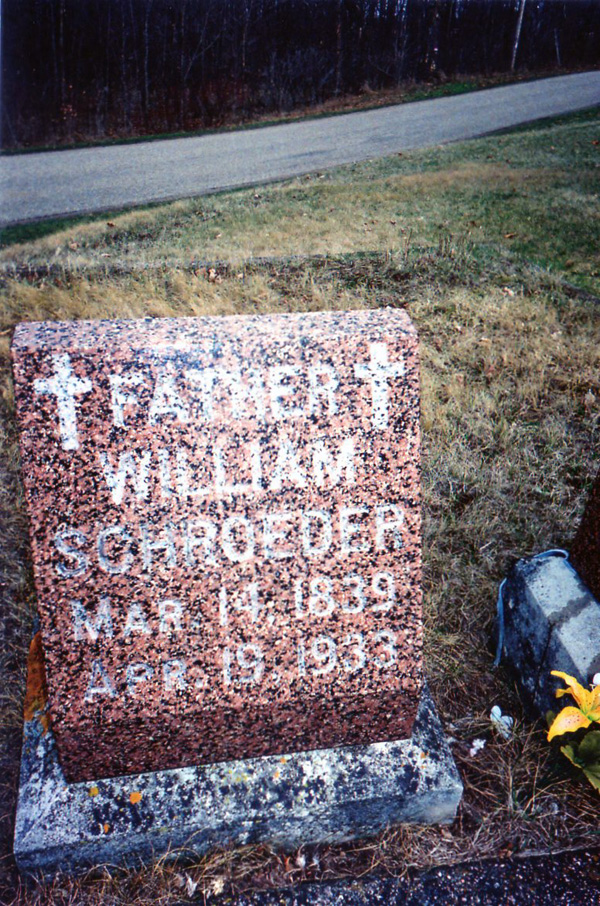 FATHER
WILLIAM
SCHROEDER
MAR. 14, 1839
APR. 19, 1933